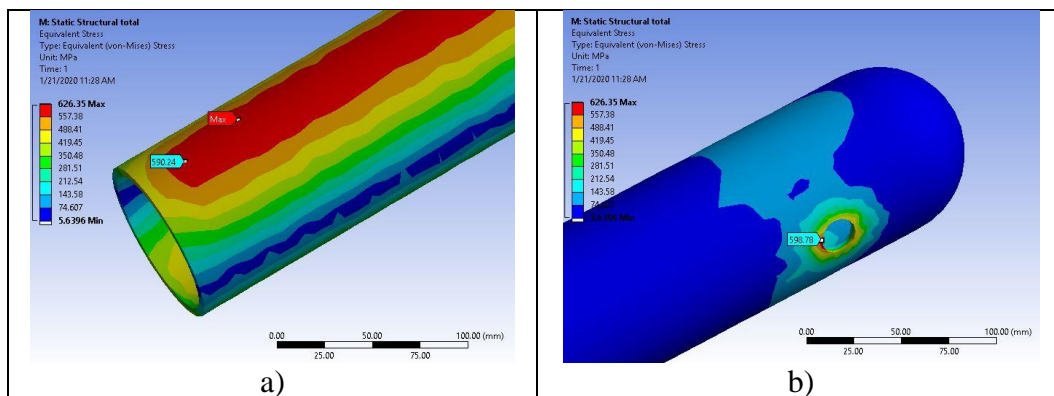 M: Static Structural total
Equivalent Stress
Type: Equivalent (von-Mises) Stress
Unit: MPa
Time: 1
1/21/2020 11:28 AM
626.35 Max
557.38
488.41
419.45
350.48
281.51
212.54
143.58
74.607
5.6396 Min
Max
590.24
0.00 50.00 100.00 (mm)
25.00 75.00
a)
M: Static Structural total
Equivalent Stress
Type: Equivalent (von-Mises) Stress
Unit: MPa
Time: 1
1/21/2020 11:28 AM
626.35 Max
557.38
488.41
419.45
350.48
281.51
212.54
143.58
74.607
5.6396 Min
598.78
0.00 50.00 100.00 (mm)
25.00 75.00
b)